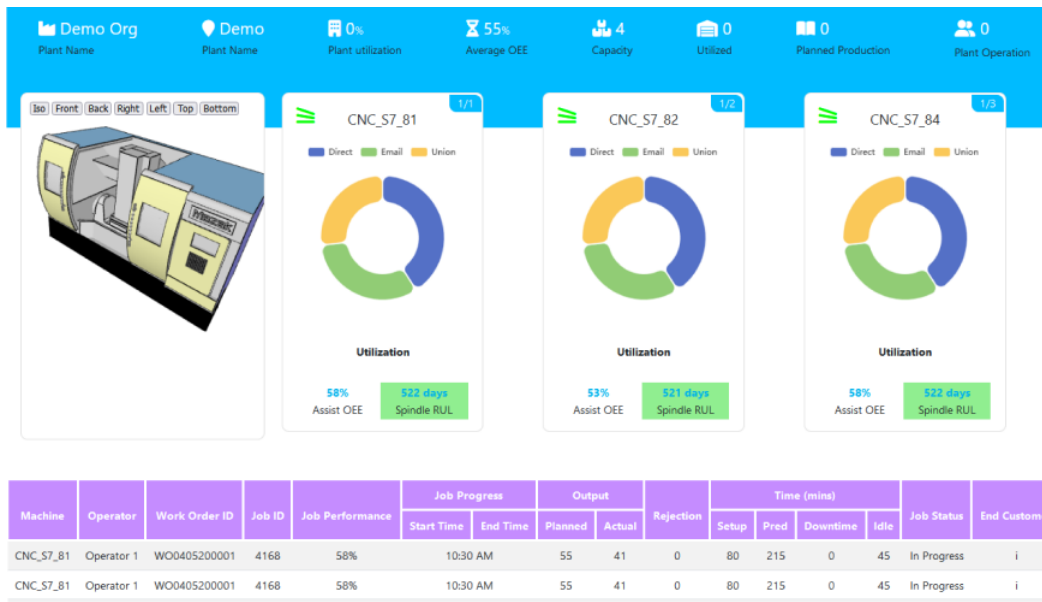 Demo Org
Plant Name
Demo
Plant Name
0%
Plant utilization
55%
Average OEE
4
Capacity
0
Utilized
0
Planned Production
0
Plant Operation
Iso Front Back Right Left Top Bottom
1/1
CNC_S7_81
Direct Email Union
Utilization
58%
Assist OEE
522 days
Spindle RUL
1/2
CNC_S7_82
Direct Email Union
Utilization
53%
Assist OEE
521 days
Spindle RUL
1/3
CNC_S7_84
Direct Email Union
Utilization
58%
Assist OEE
522 days
Spindle RUL
Job Progress Output Time (mins)
Machine Operator Work Order ID Job ID Job Performance Rejection Job Status End Custome
Start Time End Time Planned Actual Setup Pred Downtime Idle
CNC_S7_81 Operator 1 WO0405200001 4168 58% 10:30 AM 55 41 0 80 215 0 45 In Progress i
CNC_S7_81 Operator 1 WO0405200001 4168 58% 10:30 AM 55 41 0 80 215 0 45 In Progress i